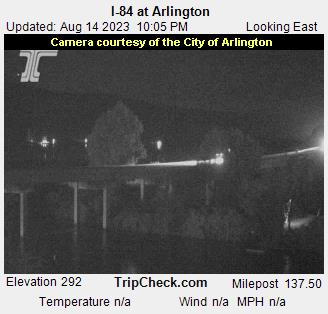 I-84 at Arlington
Updated: Aug 14 2023 10:05 PM Looking East
Camera courtesy of the City of Arlington
Elevation 292 TripCheck.com Milepost 137.50
Temperature n/a Wind n/a MPH n/a